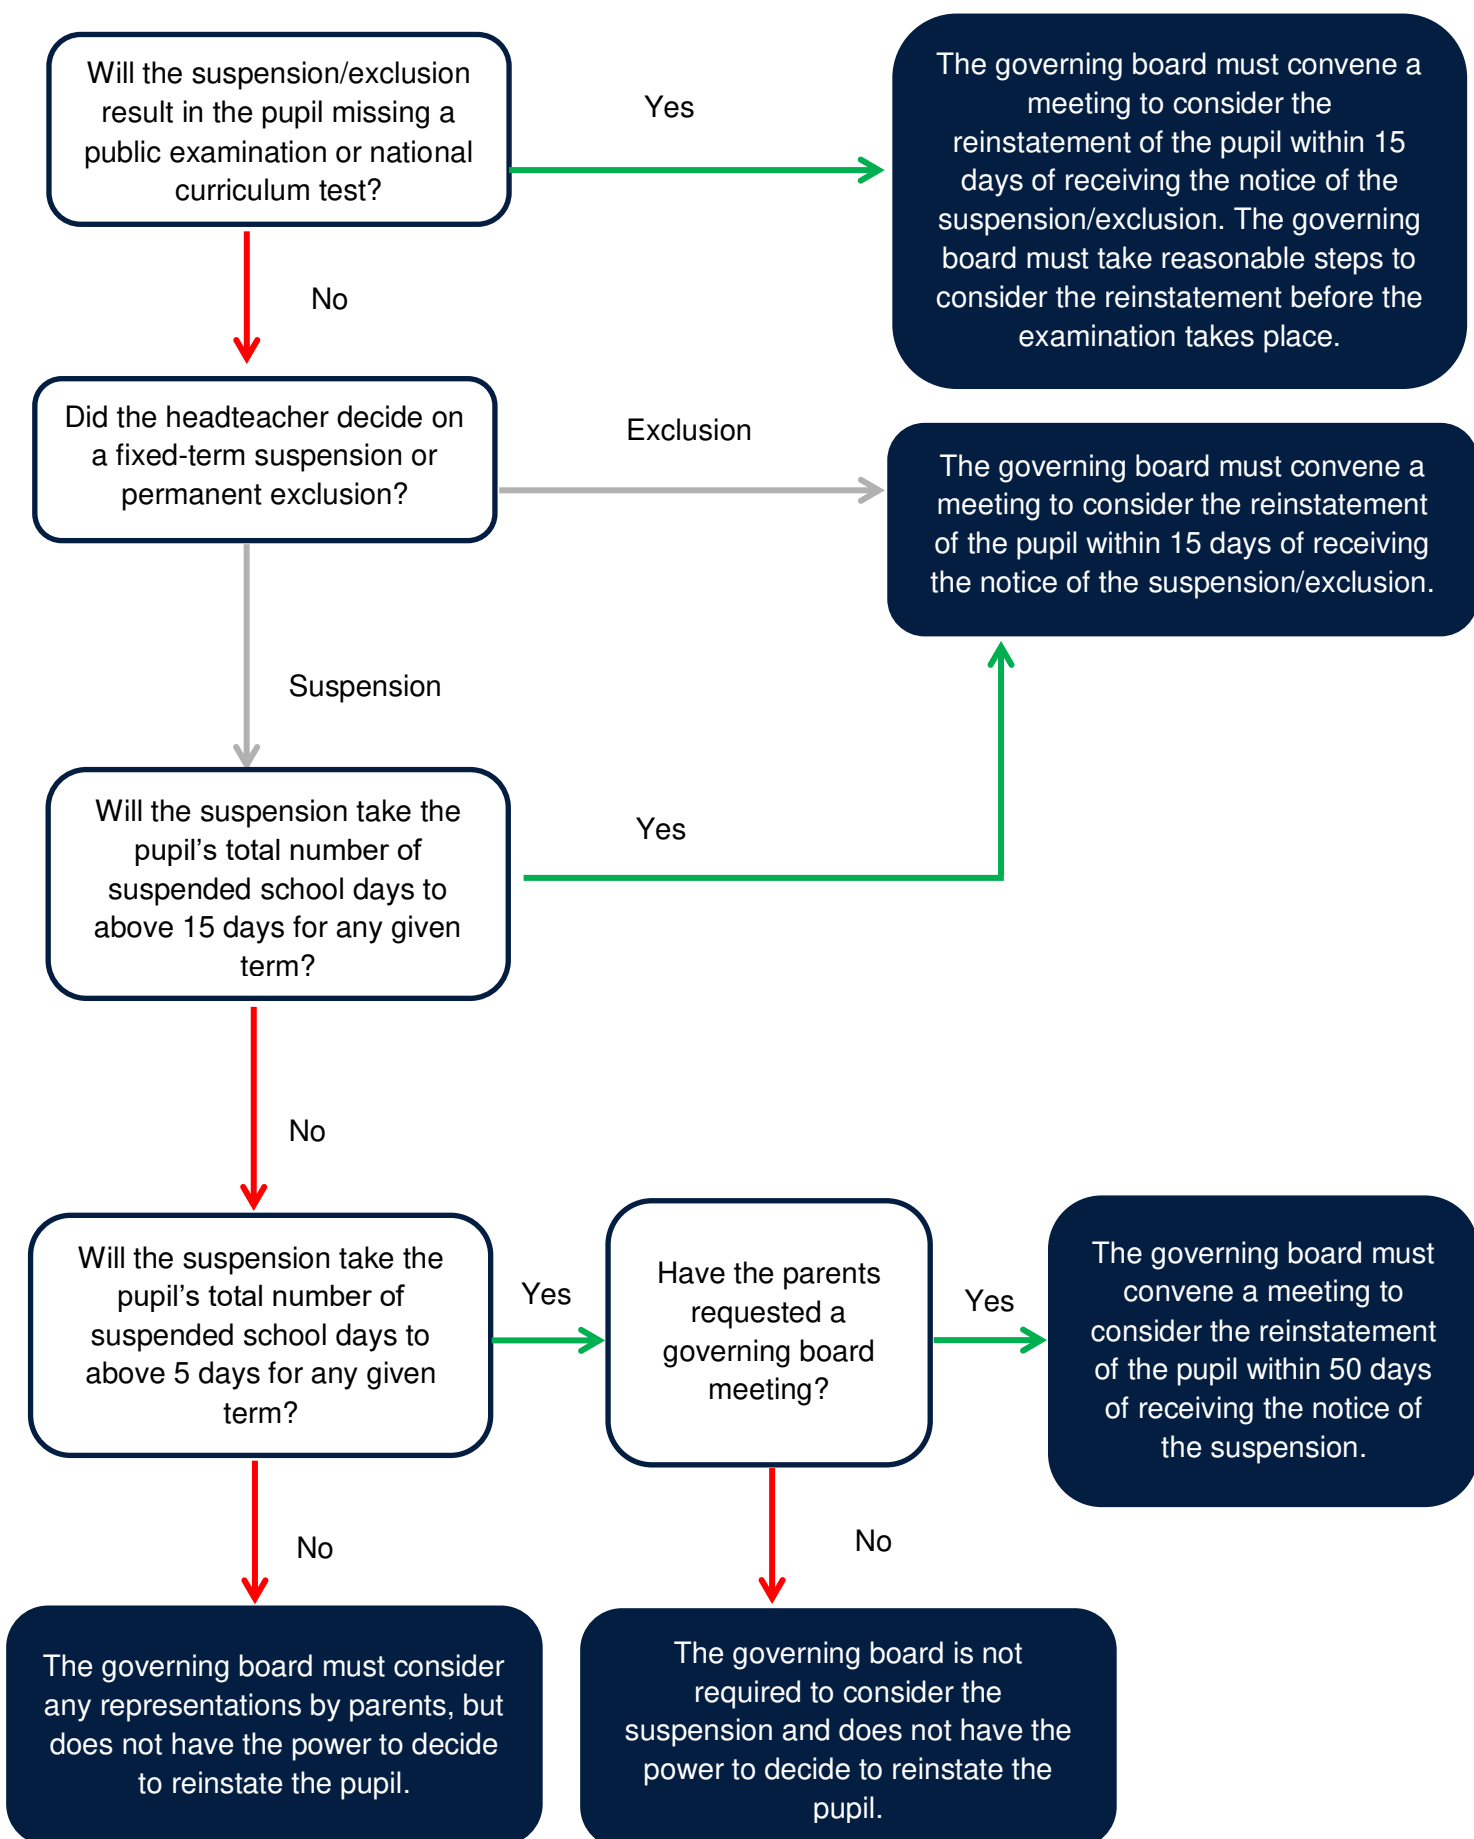 Will the suspension/exclusion
result in the pupil missing a
public examination or national
curriculum test?
Yes
The governing board must convene a
meeting to consider the
reinstatement of the pupil within 15
days of receiving the notice of the
suspension/exclusion. The governing
board must take reasonable steps to
consider the reinstatement before the
examination takes place.
No
Did the headteacher decide on
a fixed-term suspension or
permanent exclusion?
Exclusion
The governing board must convene a
meeting to consider the reinstatement
of the pupil within 15 days of receiving
the notice of the suspension/exclusion.
Suspension
Will the suspension take the
pupil’s total number of
suspended school days to
above 15 days for any given
term?
Yes
No
Will the suspension take the
pupil’s total number of
suspended school days to
above 5 days for any given
term?
Yes
Have the parents
requested a
governing board
meeting?
Yes
The governing board must
convene a meeting to
consider the reinstatement
of the pupil within 50 days
of receiving the notice of
the suspension.
No
No
The governing board must consider
any representations by parents, but
does not have the power to decide
to reinstate the pupil.
The governing board is not
required to consider the
suspension and does not have the
power to decide to reinstate the
pupil.